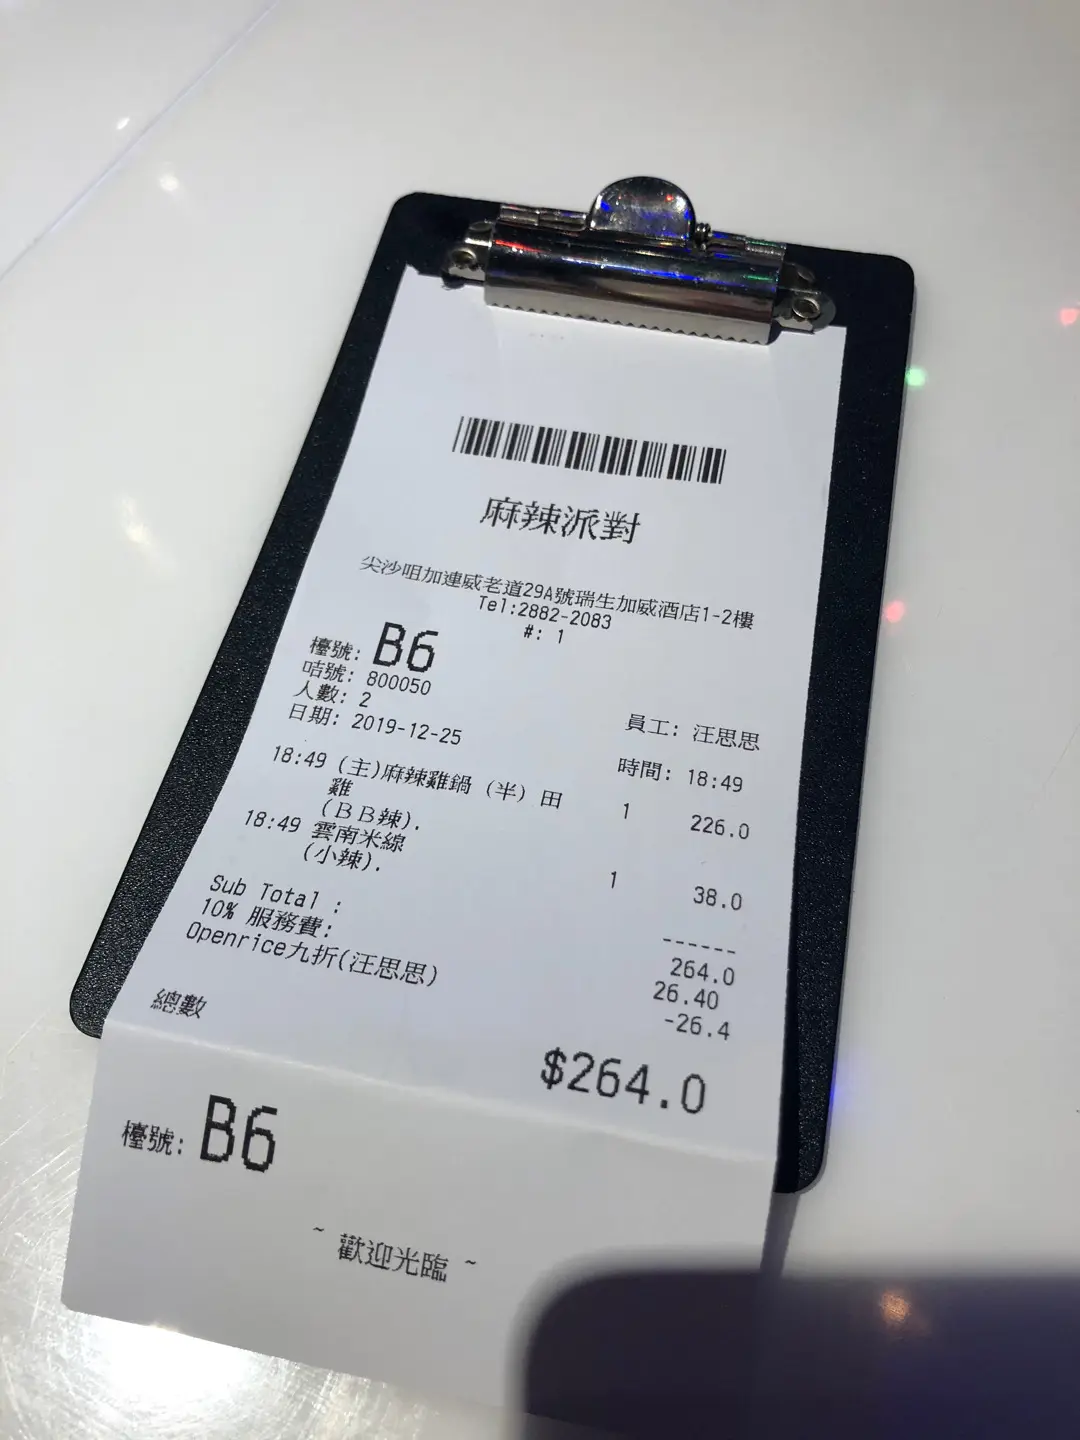 麻辣派對
尖沙咀加連威老道29A號瑞生加威酒店1-2樓
Tel:2882-2083
#: 1
檯號: B6
咭號: 800050
人數: 2
員工: 汪思思
日期: 2019-12-25
時間: 18:49
18:49 (主)麻辣雞鍋 (半) 田 1 226.0
雞
(BB辣).
18:49 雲南米線 1 38.0
(小辣).
------
Sub Total : 264.0
10% 服務費: 26.40
Openrice九折(汪思思) -26.4
總數 $264.0
檯號: B6
~ 歡迎光臨 ~